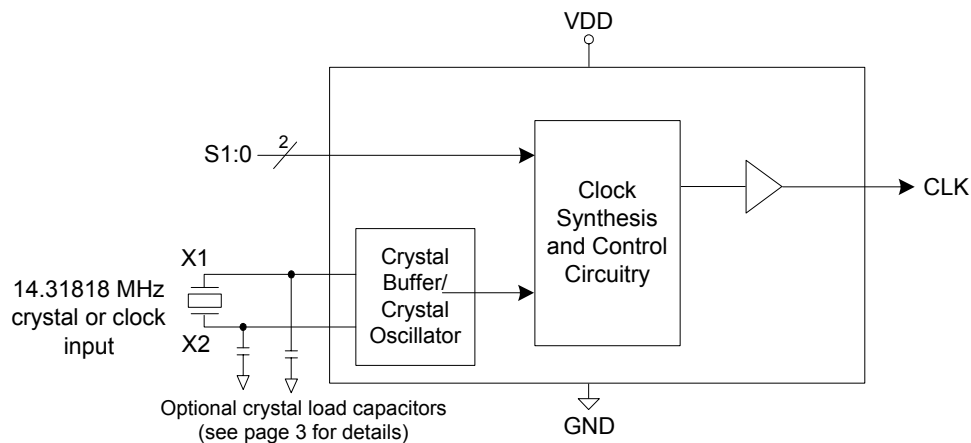 VDD
S1:0
2
Clock
Synthesis
and Control
Circuitry
CLK
X1
14.31818 MHz
crystal or clock
input
X2
Crystal
Buffer/
Crystal
Oscillator
Optional crystal load capacitors
(see page 3 for details)
GND